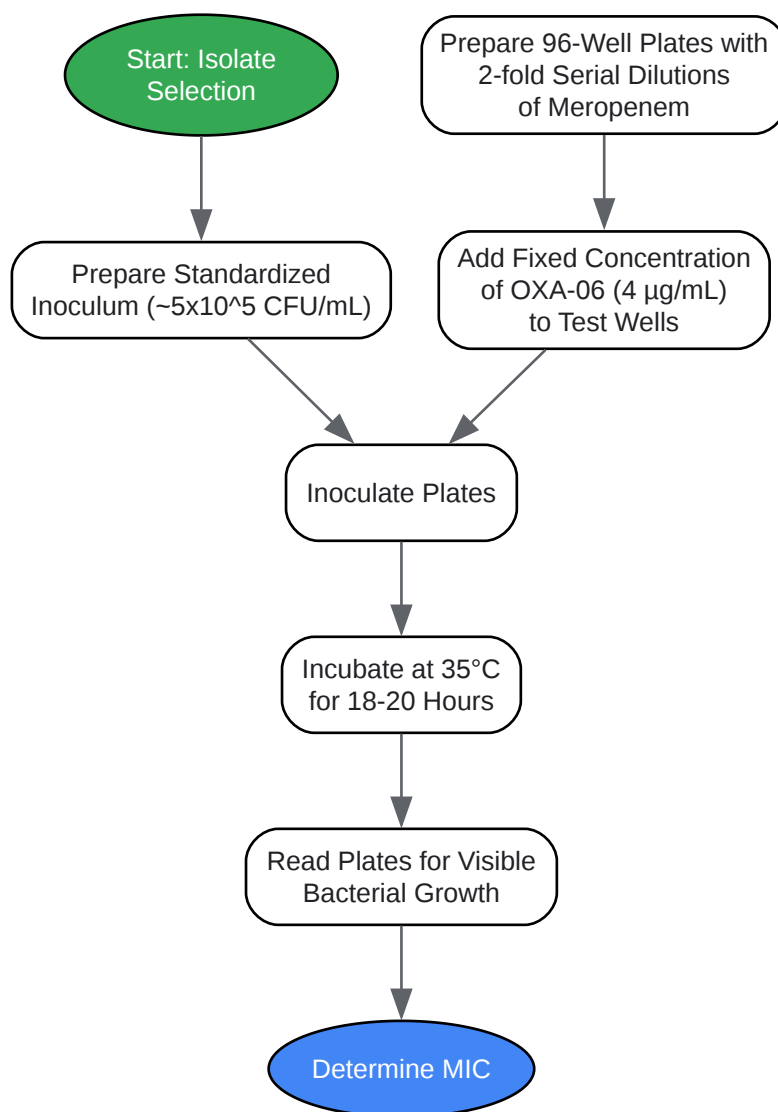 Start: Isolate
Selection
Prepare 96-Well Plates with
2-fold Serial Dilutions
of Meropenem
Prepare Standardized
Inoculum (~5x10^5 CFU/mL)
Add Fixed Concentration
of OXA-06 (4 µg/mL)
to Test Wells
Inoculate Plates
Incubate at 35°C
for 18-20 Hours
Read Plates for Visible
Bacterial Growth
Determine MIC